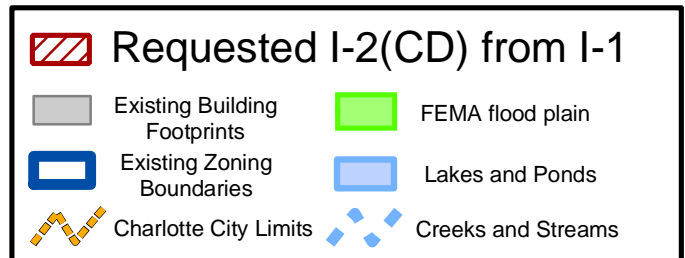 Requested I-2(CD) from I-1
Existing Building
Footprints
FEMA flood plain
Existing Zoning
Boundaries
Lakes and Ponds
Charlotte City Limits
Creeks and Streams